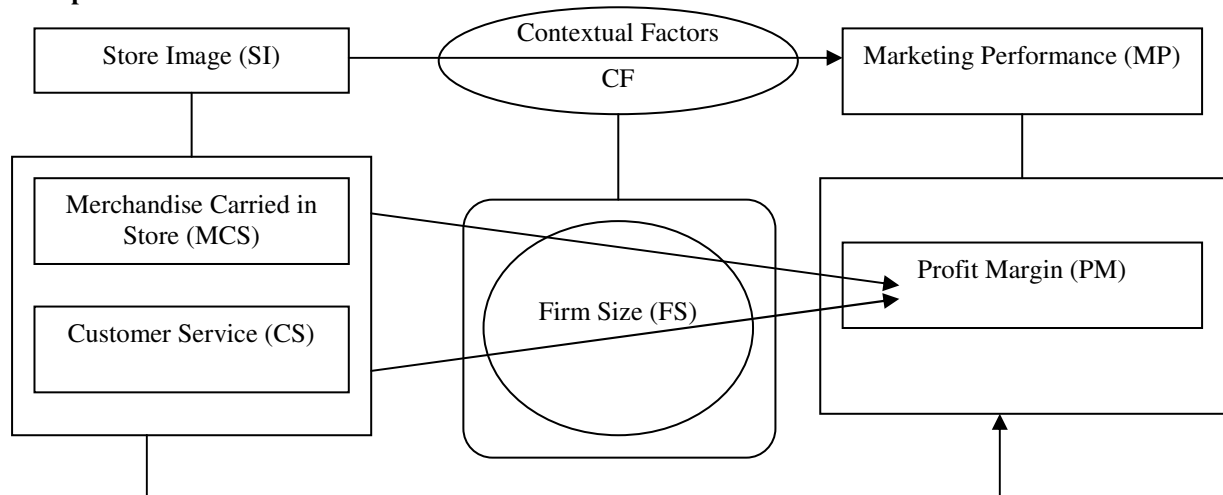 Store Image (SI)
Contextual Factors
CF
Marketing Performance (MP)
Merchandise Carried in
Store (MCS)
Customer Service (CS)
Firm Size (FS)
Profit Margin (PM)